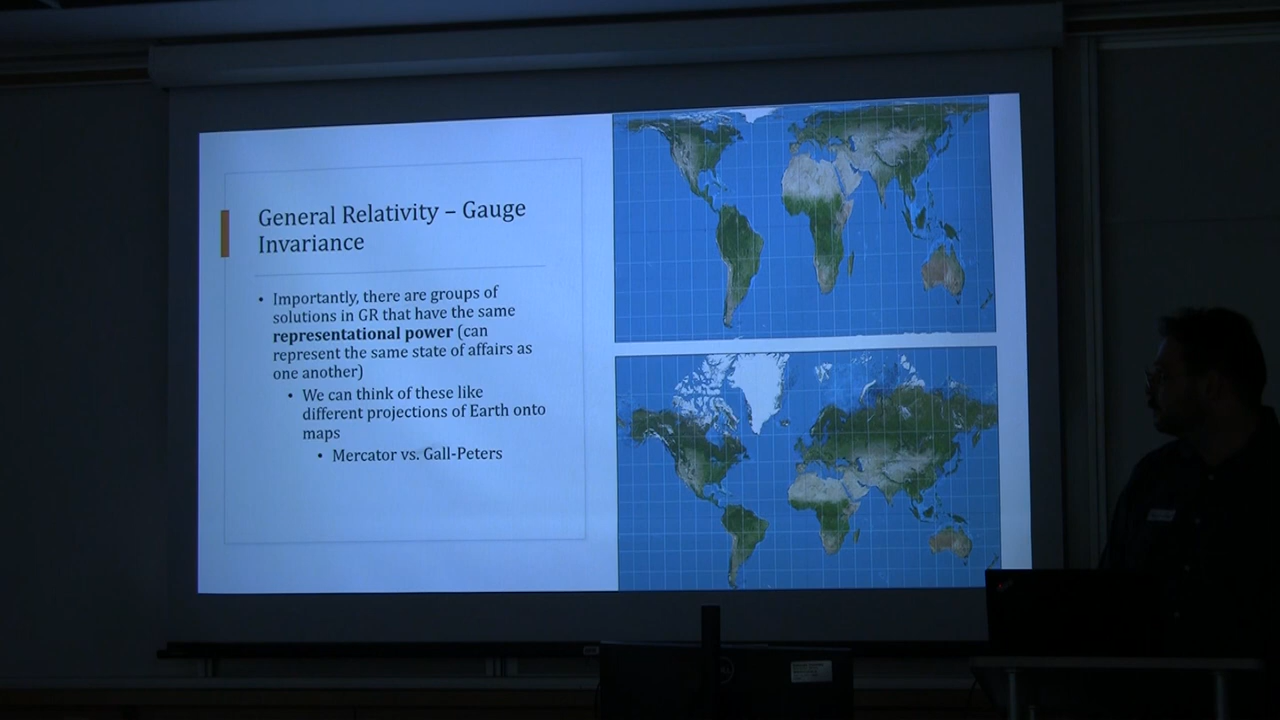 General Relativity – Gauge
Invariance
• Importantly, there are groups of
solutions in GR that have the same
representational power (can
represent the same state of affairs as
one another)
• We can think of these like
different projections of Earth onto
maps
• Mercator vs. Gall-Peters